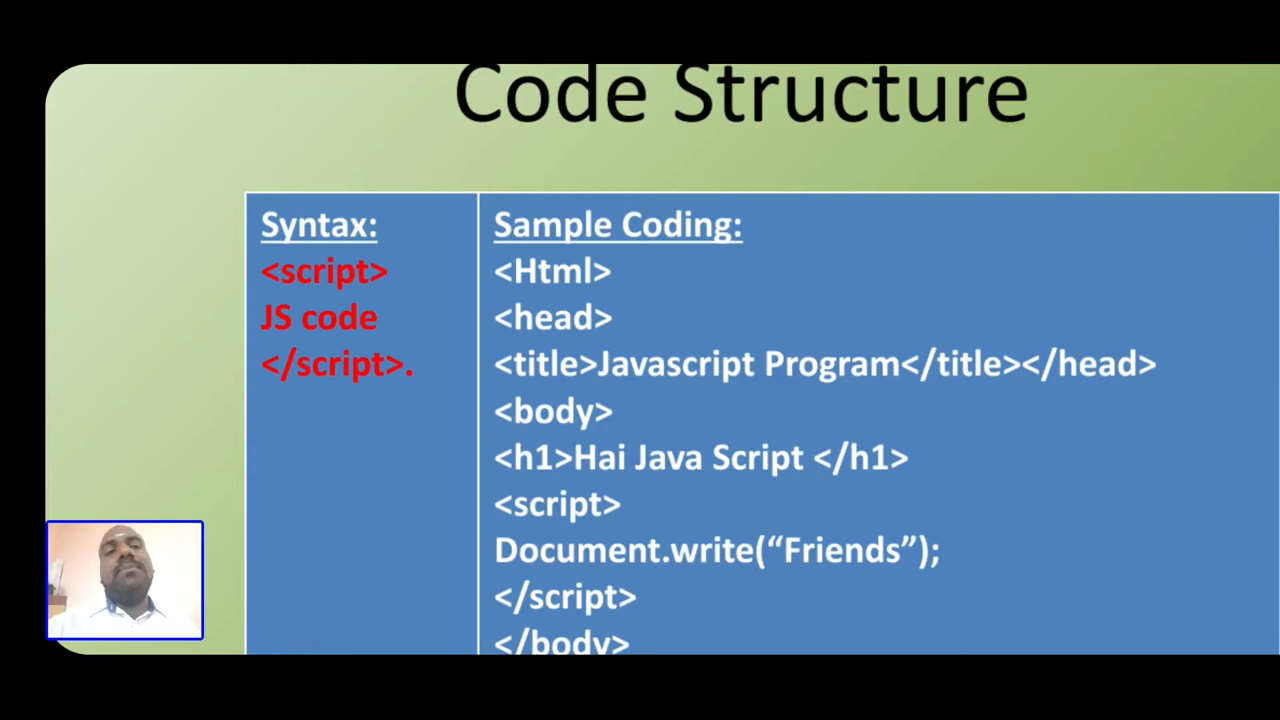 Code Structure
Syntax:
<script>
JS code
</script>.
Sample Coding:
<Html>
<head>
<title>Javascript Program</title></head>
<body>
<h1>Hai Java Script </h1>
<script>
Document.write(“Friends”);
</script>
</body>